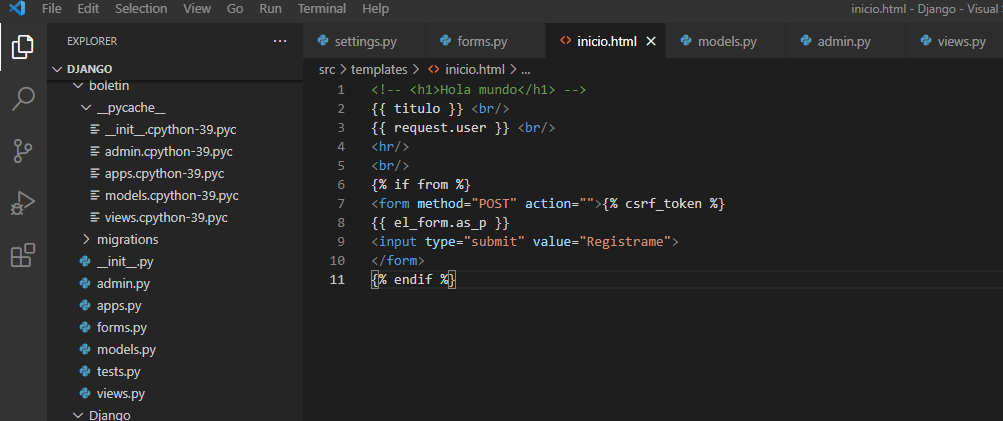 File Edit Selection View Go Run Terminal Help inicio.html - Django - Visual S
EXPLORER ...
DJANGO
boletin
__pycache__
__init__.cpython-39.pyc
admin.cpython-39.pyc
apps.cpython-39.pyc
models.cpython-39.pyc
views.cpython-39.pyc
migrations
__init__.py
admin.py
apps.py
forms.py
models.py
tests.py
views.py
Django
settings.py forms.py inicio.html models.py admin.py views.py
src > templates > inicio.html > ...
1 <!-- <h1>Hola mundo</h1> -->
2 {{ titulo }} <br/>
3 {{ request.user }} <br/>
4 <hr/>
5 <br/>
6 {% if from %}
7 <form method="POST" action="">{% csrf_token %}
8 {{ el_form.as_p }}
9 <input type="submit" value="Registrame">
10 </form>
11 {% endif %}